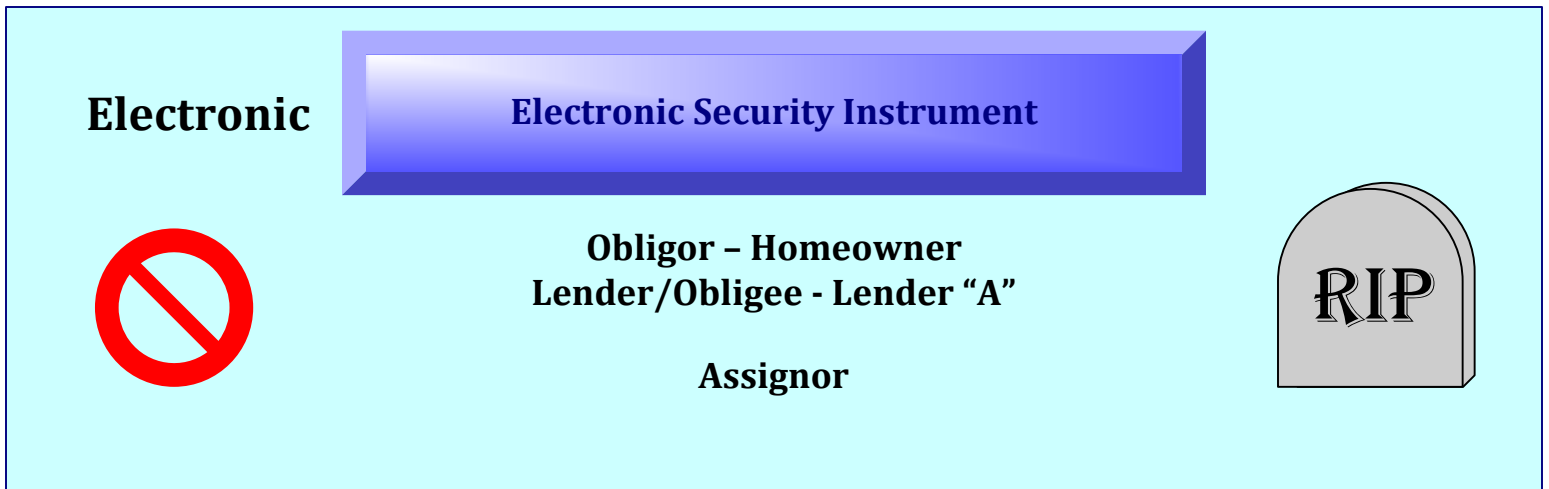 Electronic
Electronic Security Instrument
Obligor – Homeowner
Lender/Obligee - Lender “A”
RIP
Assignor